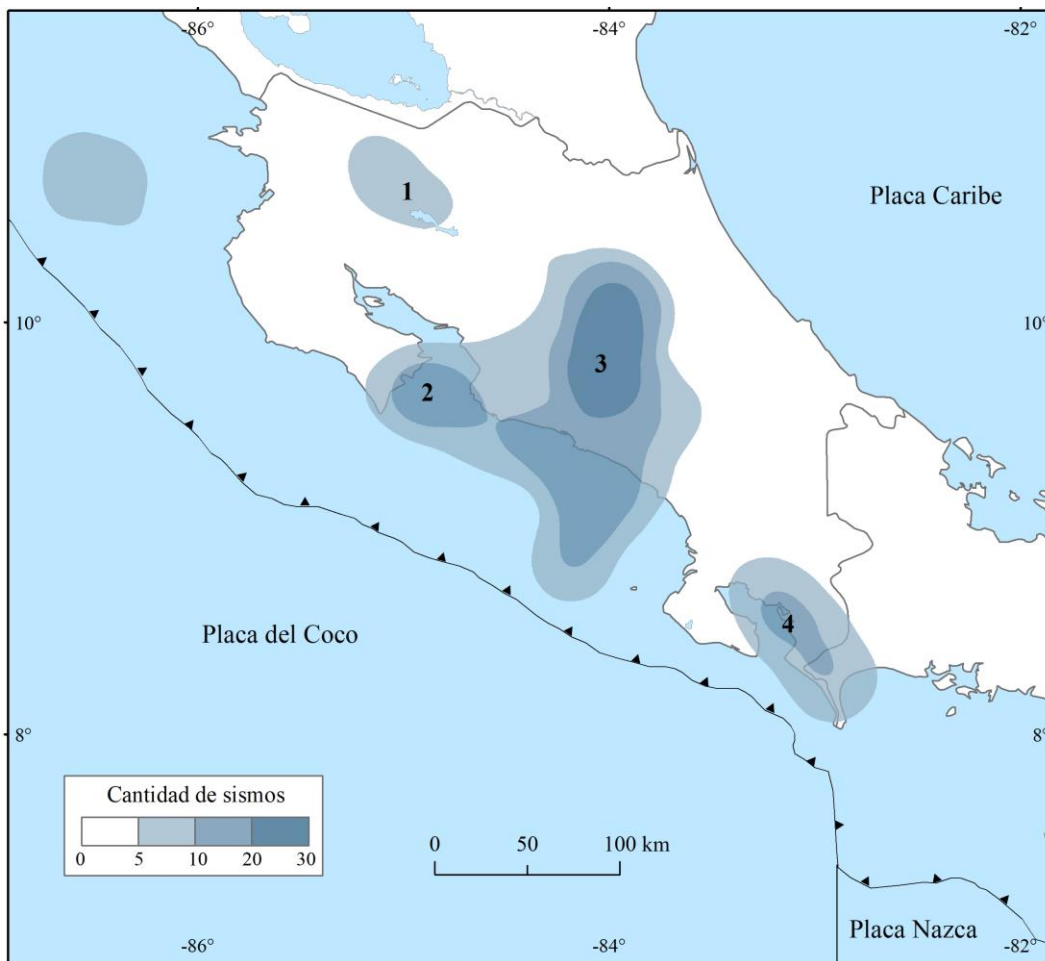 -86° -84° -82°
Placa Caribe
1
10° 10°
3
2
4
Placa del Coco
8° 8°
Cantidad de sismos
0 5 10 20 30
0 50 100 km
Placa Nazca
-86° -84° -82°